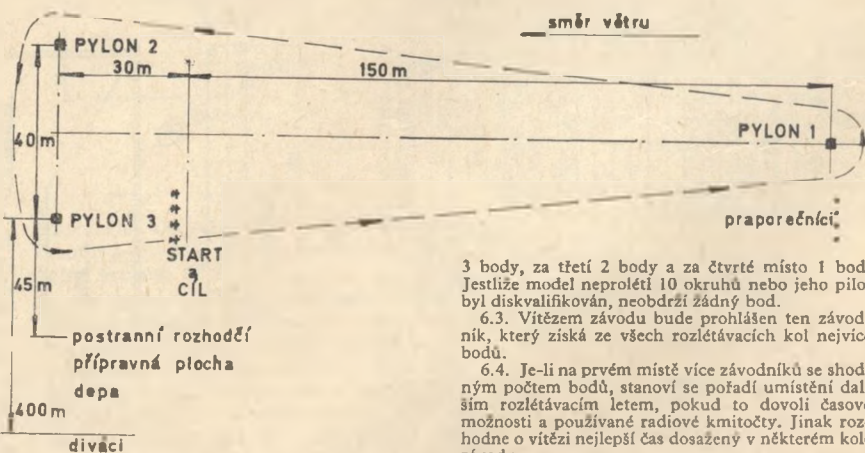 směr větru
PYLON 2
30m
150 m
PYLON 1
40 m
PYLON 3
START
a
CÍL
praporečníci
45 m
postranní rozhodčí
přípravná plocha
depa
400m
diváci
3 body, za třetí 2 body a za čtvrté místo 1 bod
Jestliže model neprolétl 10 okruhů nebo jeho pilo
byl diskvalifikován, neobdrží žádný bod.
6.3. Vítězem závodu bude prohlášen ten závod
ník, který získá ze všech rozlétávacích kol nejvíc
bodů.
6.4. Je-li na prvém místě více závodníků se shod
ným počtem bodů, stanoví se pořadí umístění dal
ším rozlétávacím letem, pokud to dovolí časov
možnosti a používané radiové kmitočty. Jinak roz
hodne o vítězi nejlepší čas dosažený v některém kol